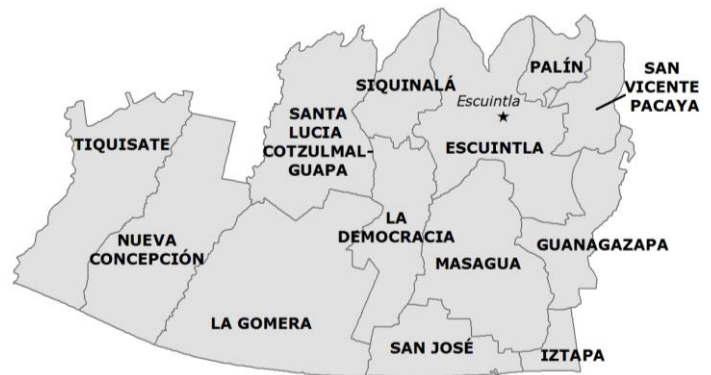 PALÍN
SAN
VICENTE
PACAYA
SIQUINALÁ
Escuintla
SANTA
LUCIA
COTZULMAL-
GUAPA
TIQUISATE
ESCUINTLA
LA
DEMOCRACIA
NUEVA
CONCEPCIÓN
GUANAGAZAPA
MASAGUA
LA GOMERA
SAN JOSÉ
IZTAPA